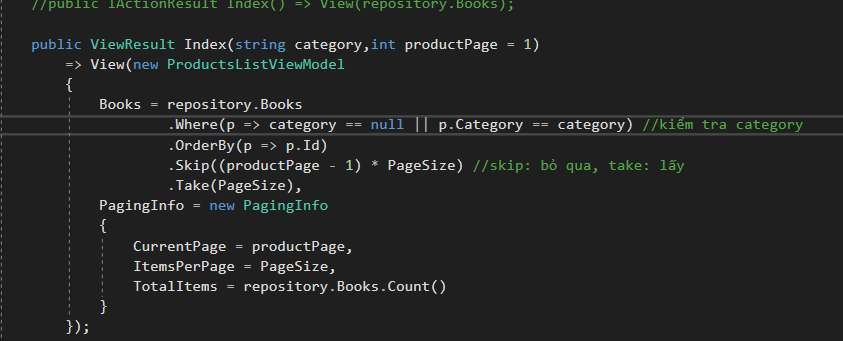 //public IActionResult Index() => View(repository.Books);
public ViewResult Index(string category,int productPage = 1)
=> View(new ProductsListViewModel
{
Books = repository.Books
.Where(p => category == null || p.Category == category) //kiểm tra category
.OrderBy(p => p.Id)
.Skip((productPage - 1) * PageSize) //skip: bỏ qua, take: lấy
.Take(PageSize),
PagingInfo = new PagingInfo
{
CurrentPage = productPage,
ItemsPerPage = PageSize,
TotalItems = repository.Books.Count()
}
});